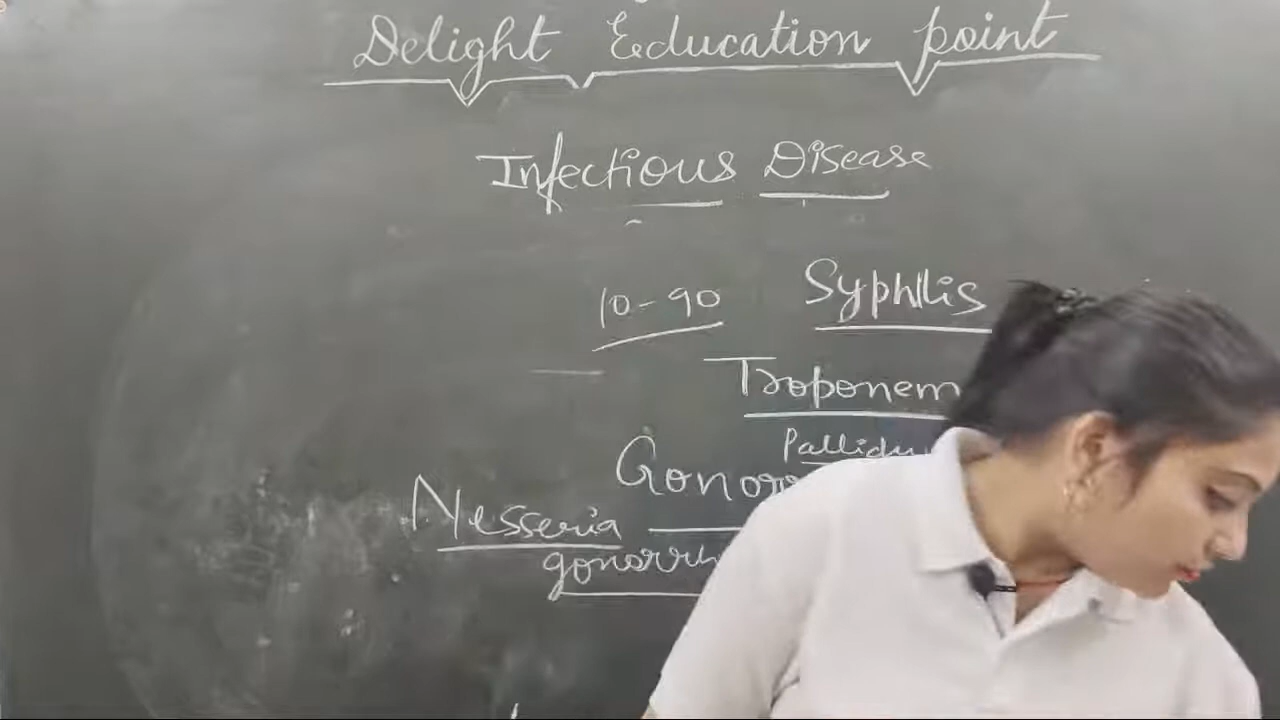 Delight Education point
Infectious Disease
10-90 Syphilis
Troponem
Pallidu
Gonorr
Nesseria
gonorrh